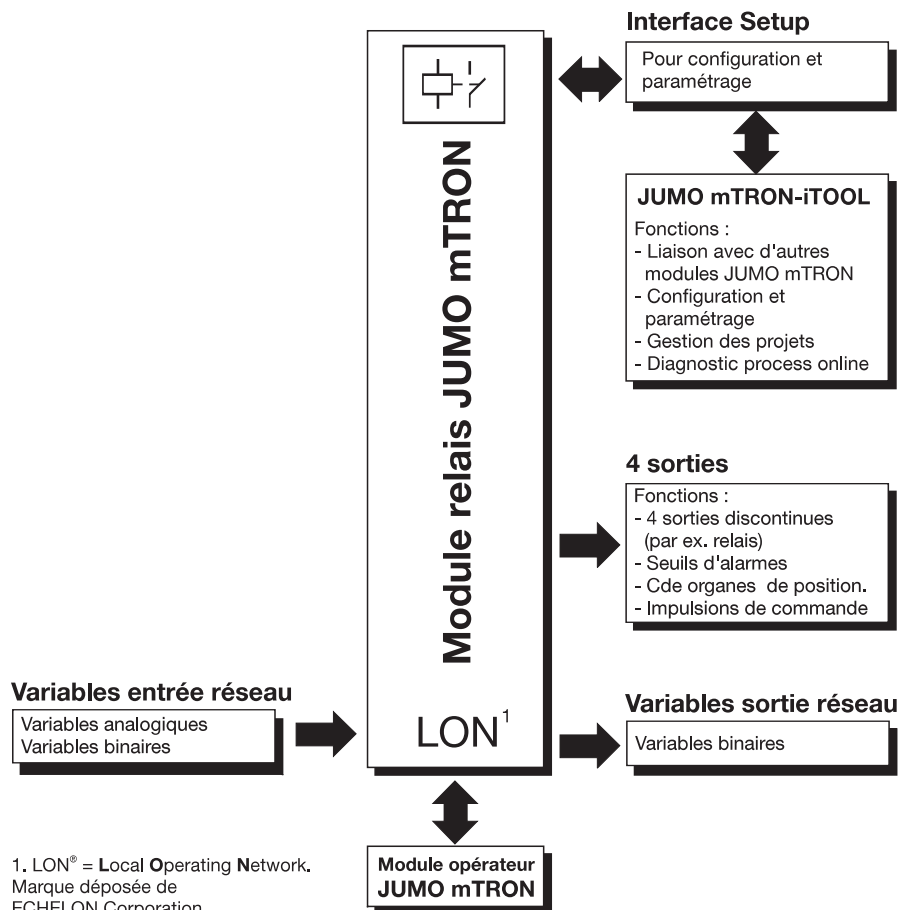 Interface Setup
Pour configuration et
paramétrage
JUMO mTRON-iTOOL
Fonctions :
- Liaison avec d'autres
modules JUMO mTRON
- Configuration et
paramétrage
- Gestion des projets
- Diagnostic process online
Module relais JUMO mTRON
4 sorties
Fonctions :
- 4 sorties discontinues
(par ex. relais)
- Seuils d'alarmes
- Cde organes de position.
- Impulsions de commande
Variables entrée réseau
Variables analogiques
Variables binaires
LON¹
Variables sortie réseau
Variables binaires
Module opérateur
JUMO mTRON
1. LON® = Local Operating Network.
Marque déposée de
ECHELON Corporation